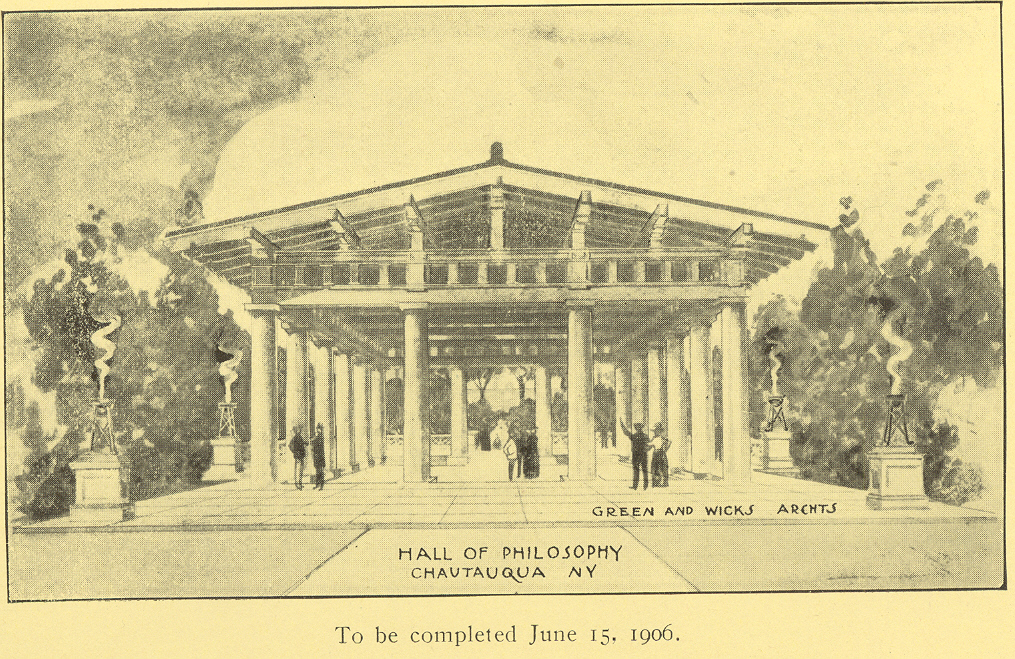 GREEN AND WICKS ARCHTS
HALL OF PHILOSOPHY
CHAUTAUQUA NY
To be completed June 15, 1906.